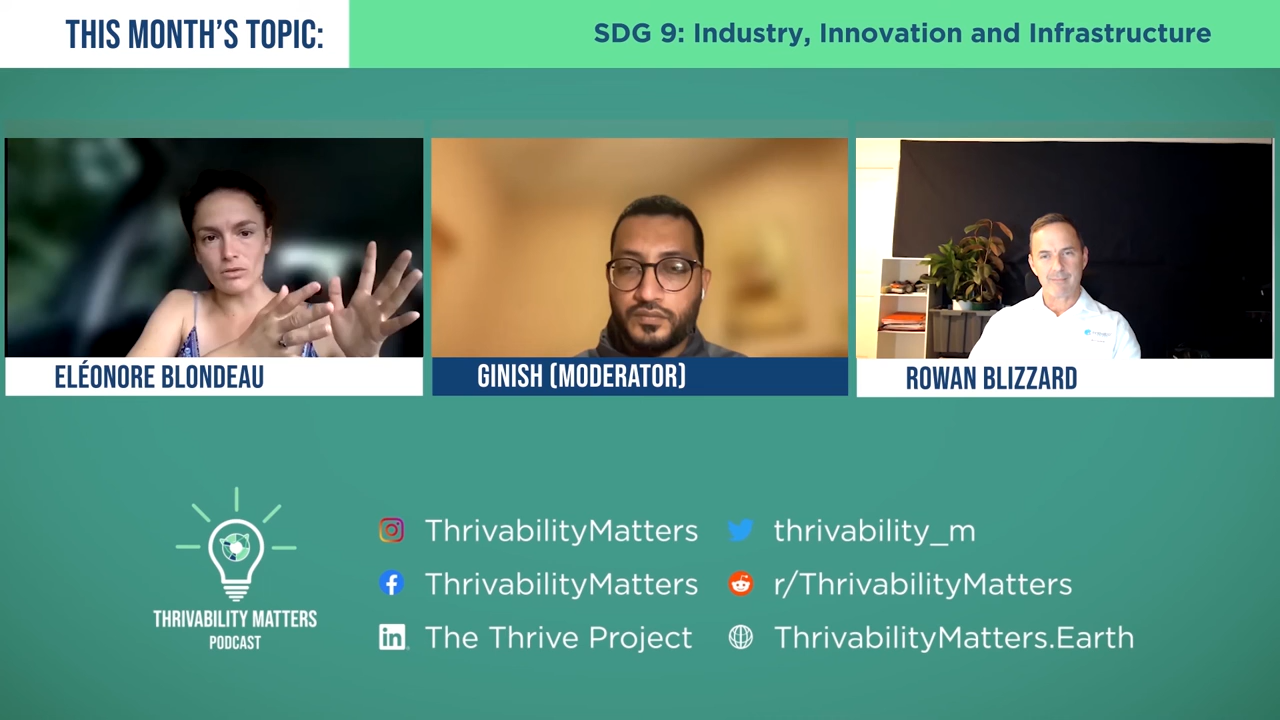 THIS MONTH'S TOPIC:
SDG 9: Industry, Innovation and Infrastructure
ELÉONORE BLONDEAU
GINISH (MODERATOR)
ROWAN BLIZZARD
THRIVABILITY MATTERS
PODCAST
ThrivabilityMatters
thrivability_m
ThrivabilityMatters
r/ThrivabilityMatters
in
The Thrive Project
ThrivabilityMatters.Earth